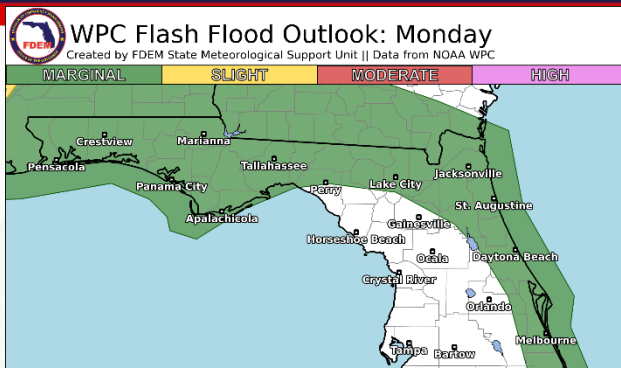 WPC Flash Flood Outlook: Monday
Created by FDEM State Meteorological Support Unit || Data from NOAA WPC
MARGINAL SLIGHT MODERATE HIGH
FDEM
Crestview
Marianna
Pensacola
Tallahassee
Jacksonville
Panama City
Perry
Lake City
Apalachicola
St. Augustine
Gainesville
Horseshoe Beach
Ocala
Daytona Beach
Crystal River
Orlando
Melbourne
Tampa
Bartow